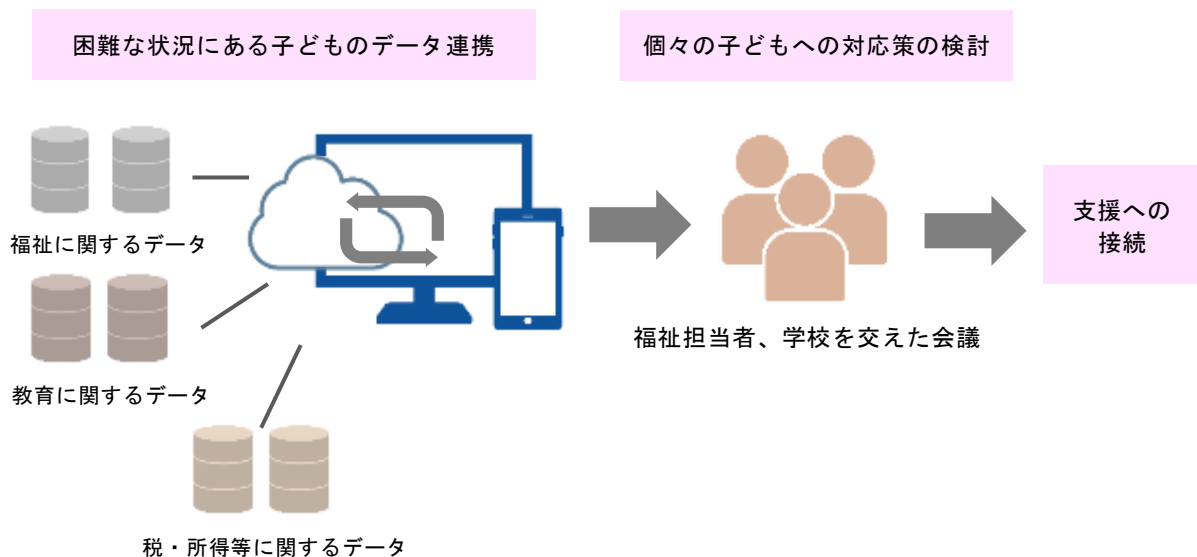 困難な状況にある子どものデータ連携
個々の子どもへの対応策の検討
福祉に関するデータ
教育に関するデータ
税・所得等に関するデータ
福祉担当者、学校を交えた会議
支援への
接続